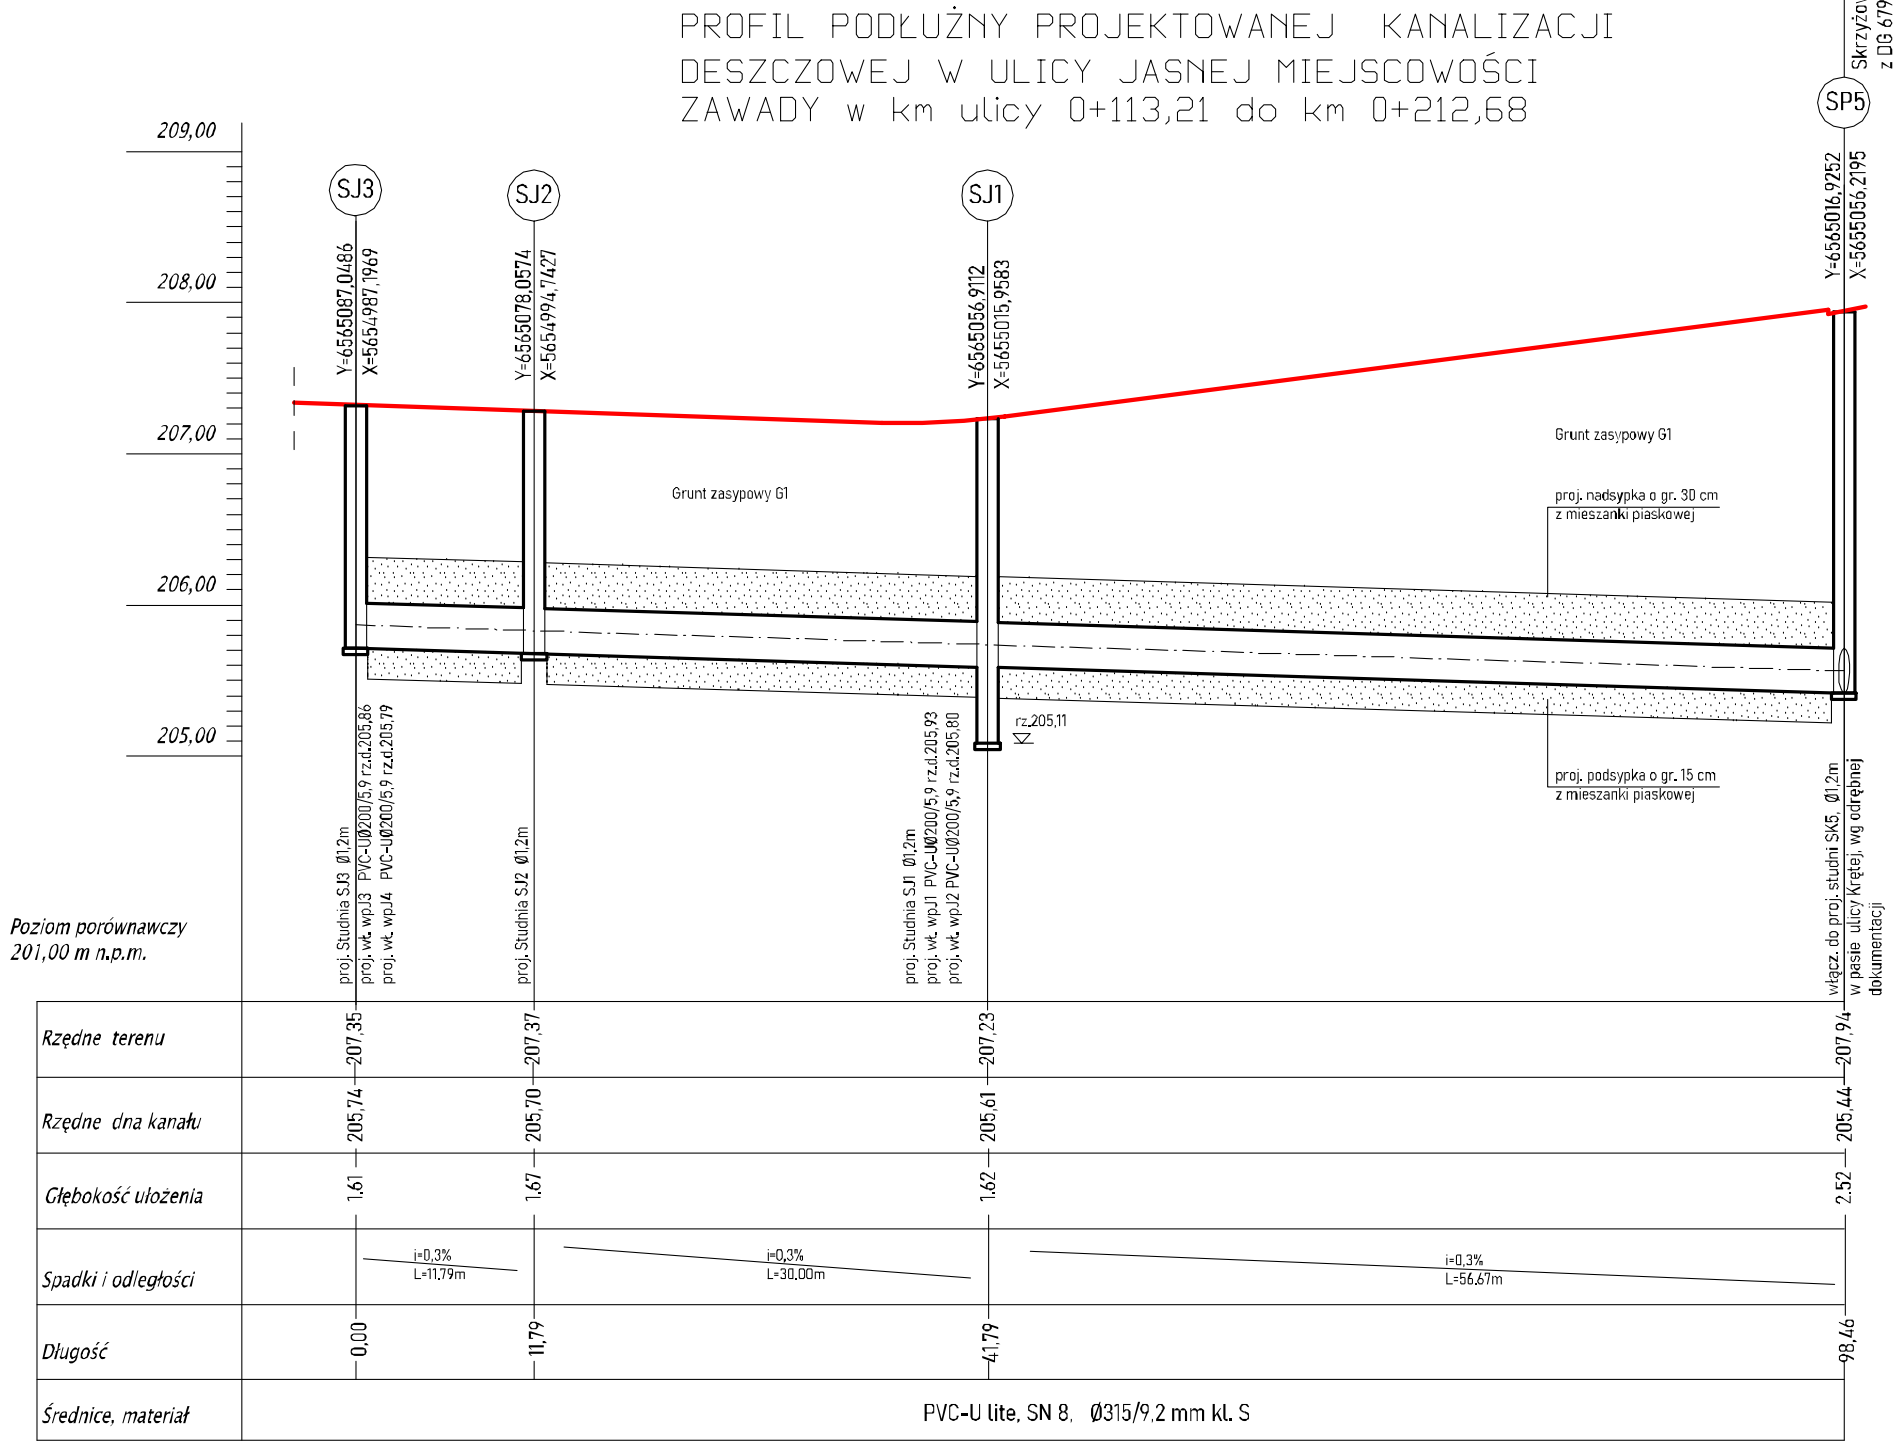 PROFIL PODŁUŻNY PROJEKTOWANEJ KANALIZACJI
DESZCZOWEJ W ULICY JASNEJ MIEJSCOWOŚCI
ZAWADY w km ulicy 0+113,21 do km 0+212,68
z DG 679
SP5
SJ3
SJ2
SJ1
Y=6565087,0486
X=5654987,1969
Y=6565078,0574
X=5654994,7427
Y=6565056,9112
X=5655015,9583
Y=6565016,9252
X=5655056,2195
209,00
208,00
207,00
206,00
205,00
Grunt zasypowy G1
Grunt zasypowy G1
proj. nadsypka o gr. 30 cm
z mieszanki piaskowej
rz.205,11
proj. podsypka o gr. 15 cm
z mieszanki piaskowej
proj. Studnia SJ3 Ø1,2m
proj. wł. wpJ3 PVC-UØ200/5,9 rz.d.205,86
proj. wł. wpJ4 PVC-UØ200/5,9 rz.d.205,79
proj. Studnia SJ2 Ø1,2m
proj. Studnia SJ1 Ø1,2m
proj. wł. wpJ1 PVC-UØ200/5,9 rz.d.205,93
proj. wł. wpJ2 PVC-UØ200/5,9 rz.d.205,80
włącz. do proj. studni SK5, Ø1,2m
w pasie ulicy Krętej, wg odrębnej
dokumentacji
Poziom porównawczy
201,00 m n.p.m.
Rzędne terenu
207,35
207,37
207,23
207,94
Rzędne dna kanału
205,74
205,70
205,61
205,44
Głębokość ułożenia
1.61
1.67
1.62
2.52
Spadki i odległości
i=0,3%
L=11.79m
i=0,3%
L=30.00m
i=0,3%
L=56.67m
Długość
0,00
11,79
41,79
98,46
Średnice, materiał
PVC-U lite, SN 8, Ø315/9,2 mm kl. S